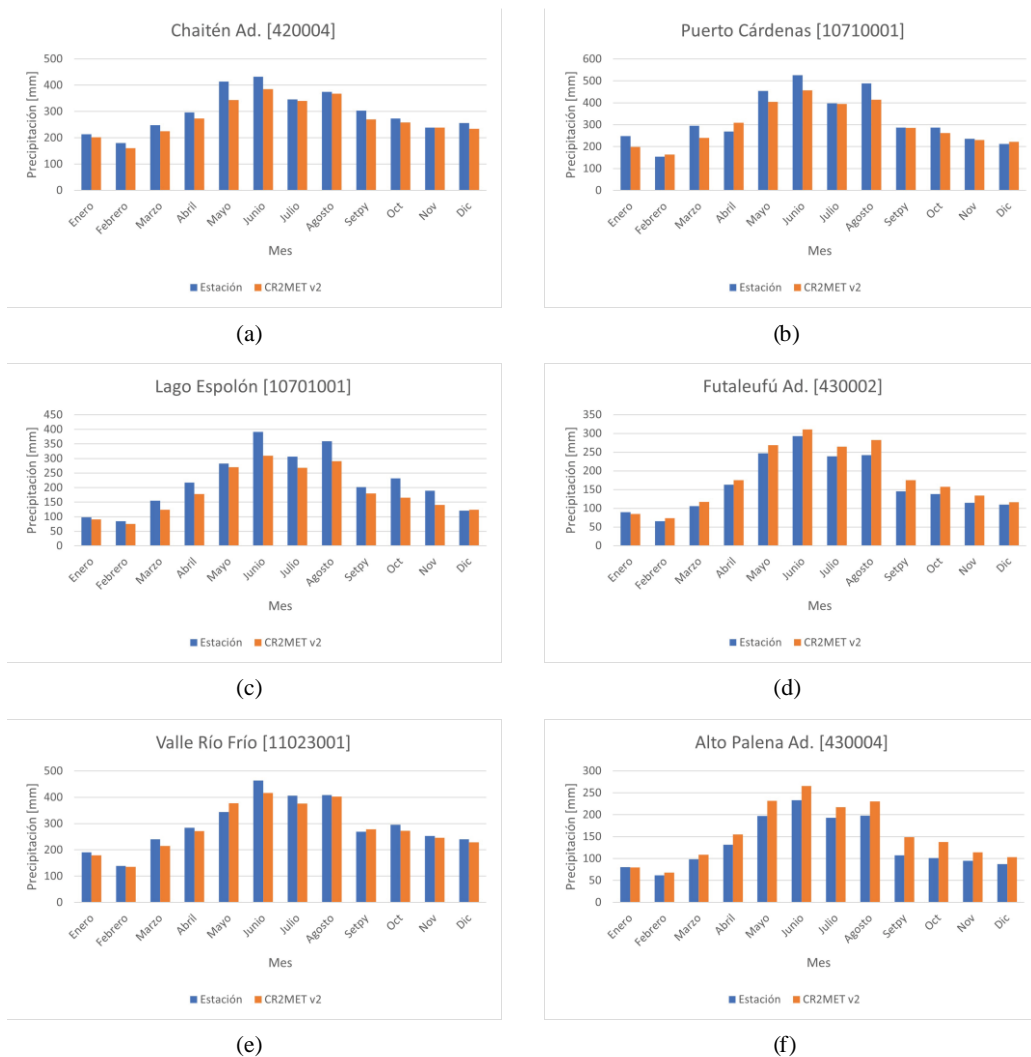 Chaitén Ad. [420004]
Precipitación [mm]
500
400
300
200
100
0
Enero
Febrero
Marzo
Abril
Mayo
Junio
Julio
Agosto
Setpy
Oct
Nov
Dic
Mes
Estación CR2MET v2
(a)
Puerto Cárdenas [10710001]
Precipitación [mm]
600
500
400
300
200
100
0
Enero
Febrero
Marzo
Abril
Mayo
Junio
Julio
Agosto
Setpy
Oct
Nov
Dic
Mes
Estación CR2MET v2
(b)
Lago Espolón [10701001]
Precipitación [mm]
450
400
350
300
250
200
150
100
50
0
Enero
Febrero
Marzo
Abril
Mayo
Junio
Julio
Agosto
Setpy
Oct
Nov
Dic
Mes
Estación CR2MET v2
(c)
Futaleufú Ad. [430002]
Precipitación [mm]
350
300
250
200
150
100
50
0
Enero
Febrero
Marzo
Abril
Mayo
Junio
Julio
Agosto
Setpy
Oct
Nov
Dic
Mes
Estación CR2MET v2
(d)
Valle Río Frío [11023001]
Precipitación [mm]
500
400
300
200
100
0
Enero
Febrero
Marzo
Abril
Mayo
Junio
Julio
Agosto
Setpy
Oct
Nov
Dic
Mes
Estación CR2MET v2
(e)
Alto Palena Ad. [430004]
Precipitación [mm]
300
250
200
150
100
50
0
Enero
Febrero
Marzo
Abril
Mayo
Junio
Julio
Agosto
Setpy
Oct
Nov
Dic
Mes
Estación CR2MET v2
(f)